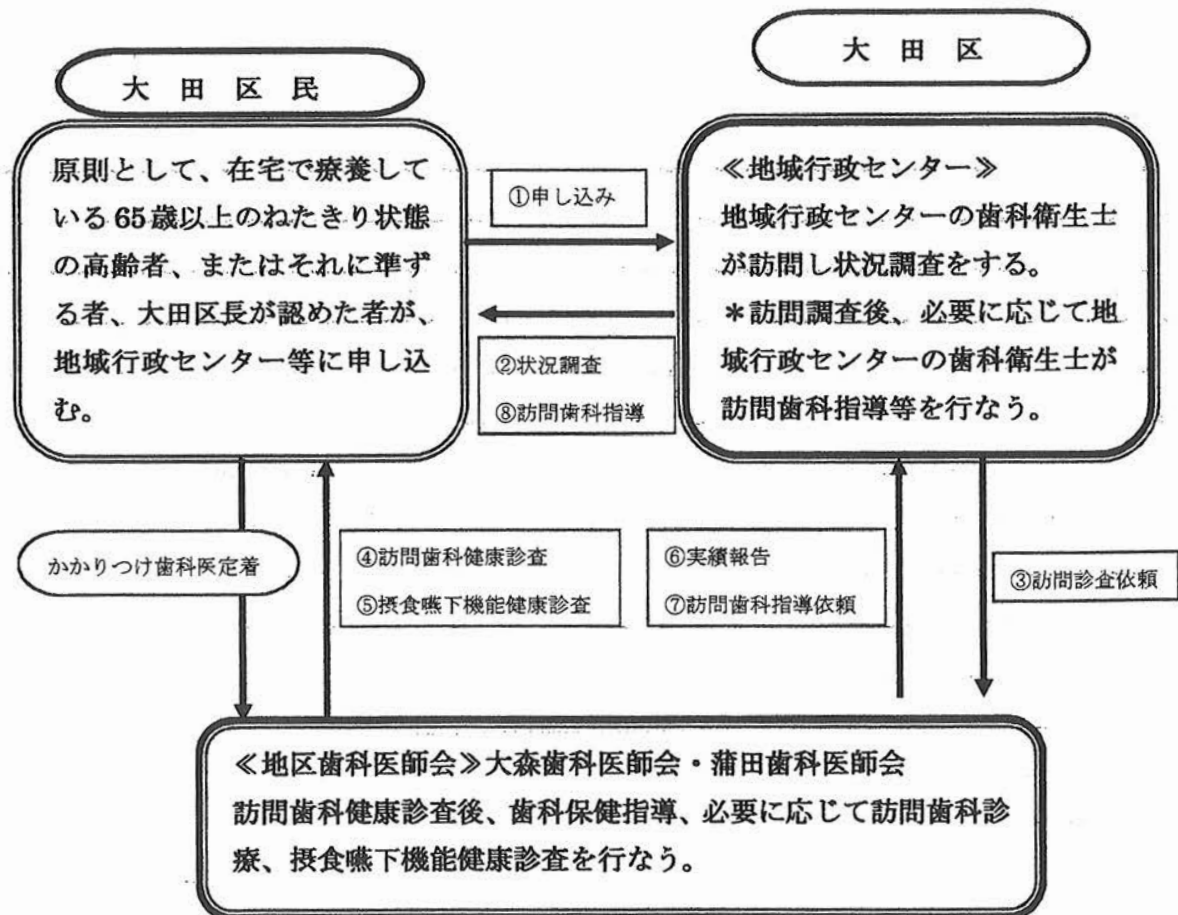 大田区民
原則として、在宅で療養して
いる65歳以上のねたきり状態
の高齢者、またはそれに準ず
る者、大田区長が認めた者が、
地域行政センター等に申し込
む。
①申し込み
②状況調査
⑧訪問歯科指導
大田区
≪地域行政センター≫
地域行政センターの歯科衛生士
が訪問し状況調査をする。
＊訪問調査後、必要に応じて地
域行政センターの歯科衛生士が
訪問歯科指導等を行なう。
かかりつけ歯科医定着
④訪問歯科健康診査
⑤摂食嚥下機能健康診査
⑥実績報告
⑦訪問歯科指導依頼
③訪問診査依頼
≪地区歯科医師会≫大森歯科医師会・蒲田歯科医師会
訪問歯科健康診査後、歯科保健指導、必要に応じて訪問歯科診
療、摂食嚥下機能健康診査を行なう。